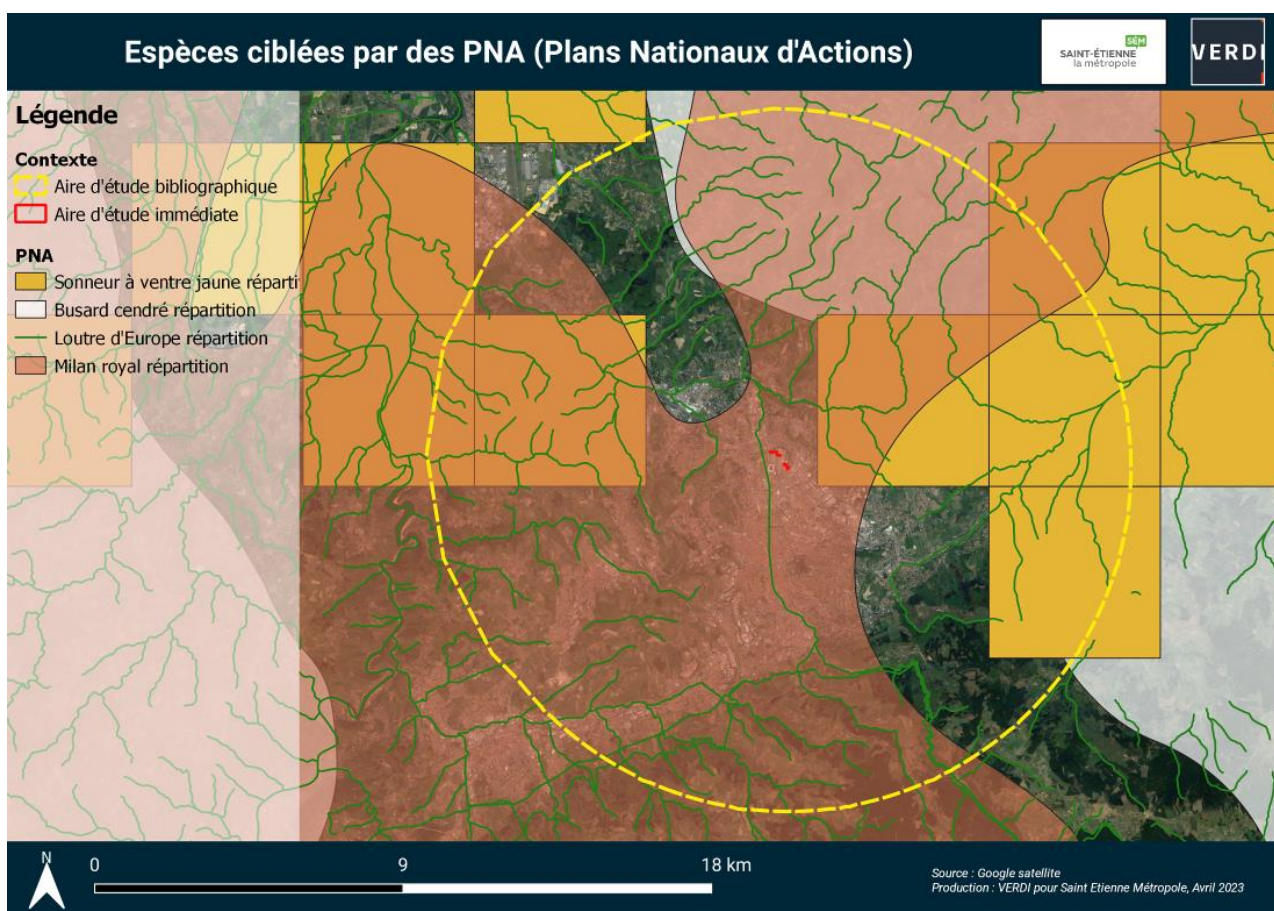 Espèces ciblées par des PNA (Plans Nationaux d'Actions)
SEM
SAINT-ÉTIENNE
la métropole
VERDI
Légende
Contexte
Aire d'étude bibliographique
Aire d'étude immédiate
PNA
Sonneur à ventre jaune réparti
Busard cendré répartition
Loutre d'Europe répartition
Milan royal répartition
N
0
9
18 km
Source : Google satellite
Production : VERDI pour Saint Etienne Métropole, Avril 2023